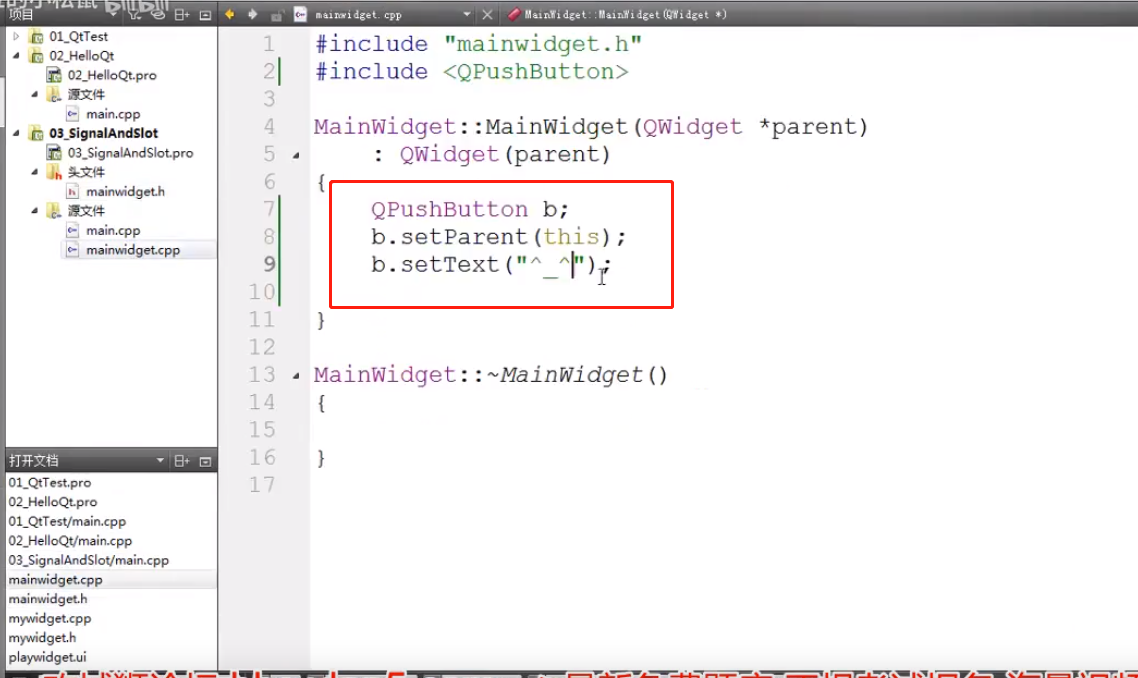 项目
mainwidget.cpp
MainWidget::MainWidget(QWidget *)
01_QtTest
02_HelloQt
02_HelloQt.pro
源文件
main.cpp
03_SignalAndSlot
03_SignalAndSlot.pro
头文件
mainwidget.h
源文件
main.cpp
mainwidget.cpp
1 #include "mainwidget.h"
2 #include <QPushButton>
3
4 MainWidget::MainWidget(QWidget *parent)
5     : QWidget(parent)
6 {
7     QPushButton b;
8     b.setParent(this);
9     b.setText("^_^");
10
11 }
12
13 MainWidget::~MainWidget()
14 {
15
16 }
17
打开文档
01_QtTest.pro
02_HelloQt.pro
01_QtTest/main.cpp
02_HelloQt/main.cpp
03_SignalAndSlot/main.cpp
mainwidget.cpp
mainwidget.h
mywidget.cpp
mywidget.h
playwidget.ui